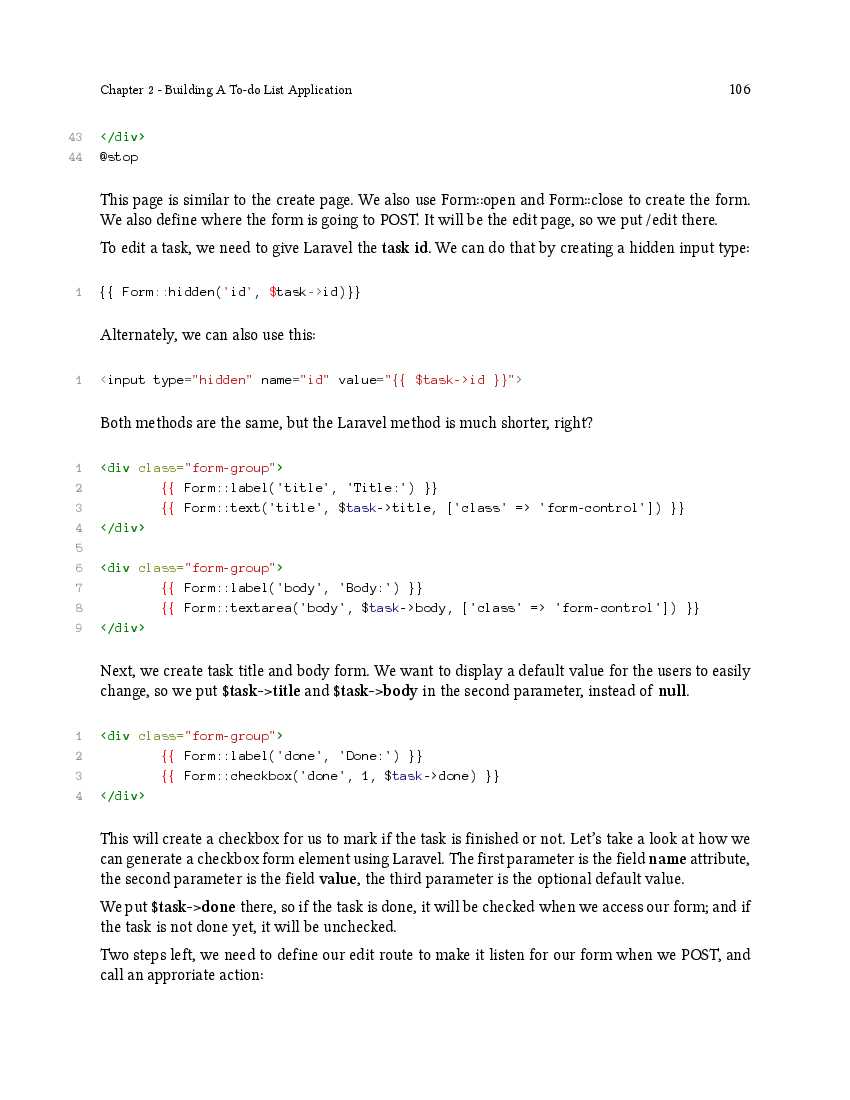 Chapter 2 - Building A To-do List Application 106
43 </div>
44 @stop
This page is similar to the create page. We also use Form::open and Form::close to create the form.
We also define where the form is going to POST. It will be the edit page, so we put /edit there.
To edit a task, we need to give Laravel the task id. We can do that by creating a hidden input type:
1 {{ Form::hidden('id', $task->id)}}
Alternately, we can also use this:
1 <input type="hidden" name="id" value="{{ $task->id }}">
Both methods are the same, but the Laravel method is much shorter, right?
1 <div class="form-group">
2 {{ Form::label('title', 'Title:') }}
3 {{ Form::text('title', $task->title, ['class' => 'form-control']) }}
4 </div>
5
6 <div class="form-group">
7 {{ Form::label('body', 'Body:') }}
8 {{ Form::textarea('body', $task->body, ['class' => 'form-control']) }}
9 </div>
Next, we create task title and body form. We want to display a default value for the users to easily
change, so we put $task->title and $task->body in the second parameter, instead of null.
1 <div class="form-group">
2 {{ Form::label('done', 'Done:') }}
3 {{ Form::checkbox('done', 1, $task->done) }}
4 </div>
This will create a checkbox for us to mark if the task is finished or not. Let's take a look at how we
can generate a checkbox form element using Laravel. The first parameter is the field name attribute,
the second parameter is the field value, the third parameter is the optional default value.
We put $task->done there, so if the task is done, it will be checked when we access our form; and if
the task is not done yet, it will be unchecked.
Two steps left, we need to define our edit route to make it listen for our form when we POST, and
call an approriate action: